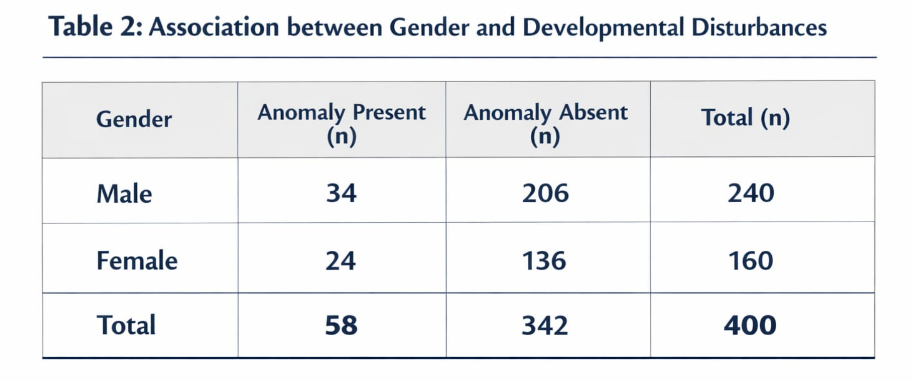 Table 2: Association between Gender and Developmental Disturbances
Gender Anomaly Present (n) Anomaly Absent (n) Total (n)
Male 34 206 240
Female 24 136 160
Total 58 342 400